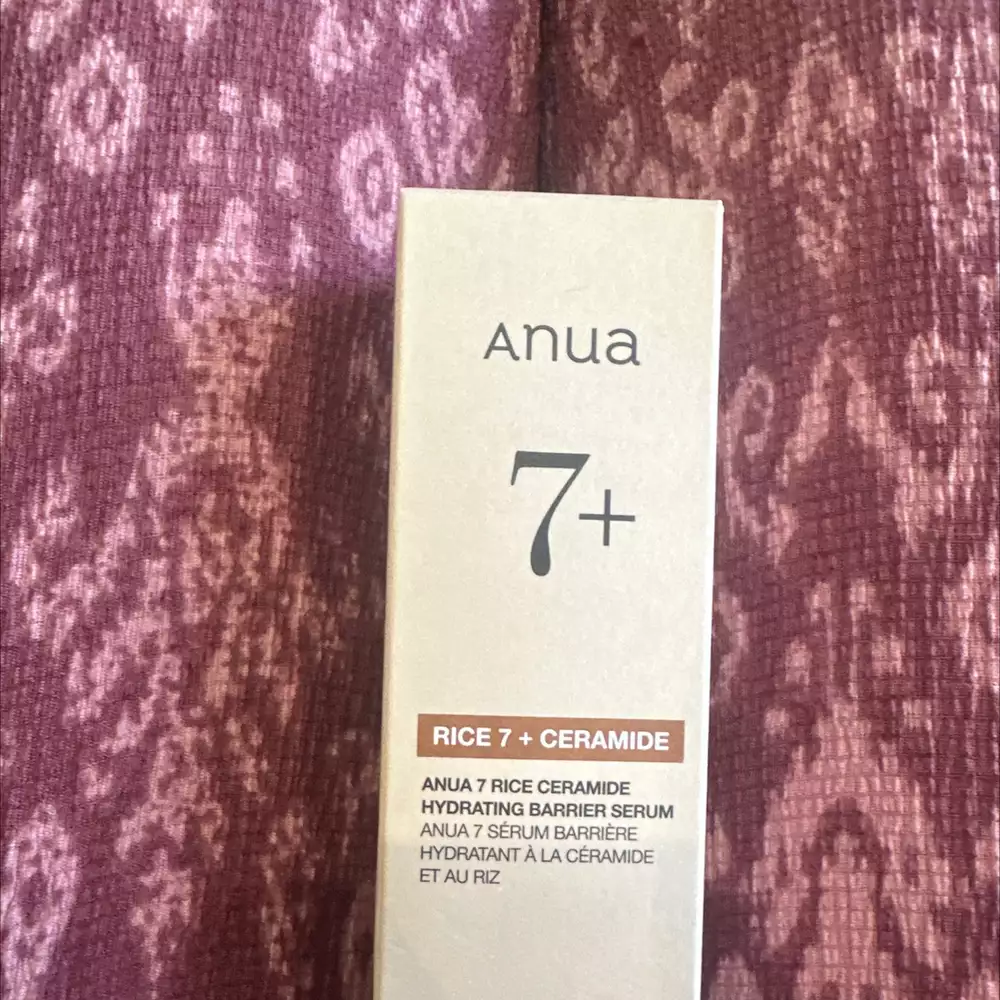 Anua
7+
RICE 7 + CERAMIDE
ANUA 7 RICE CERAMIDE
HYDRATING BARRIER SERUM
ANUA 7 SÉRUM BARRIÈRE
HYDRATANT À LA CÉRAMIDE
ET AU RIZ